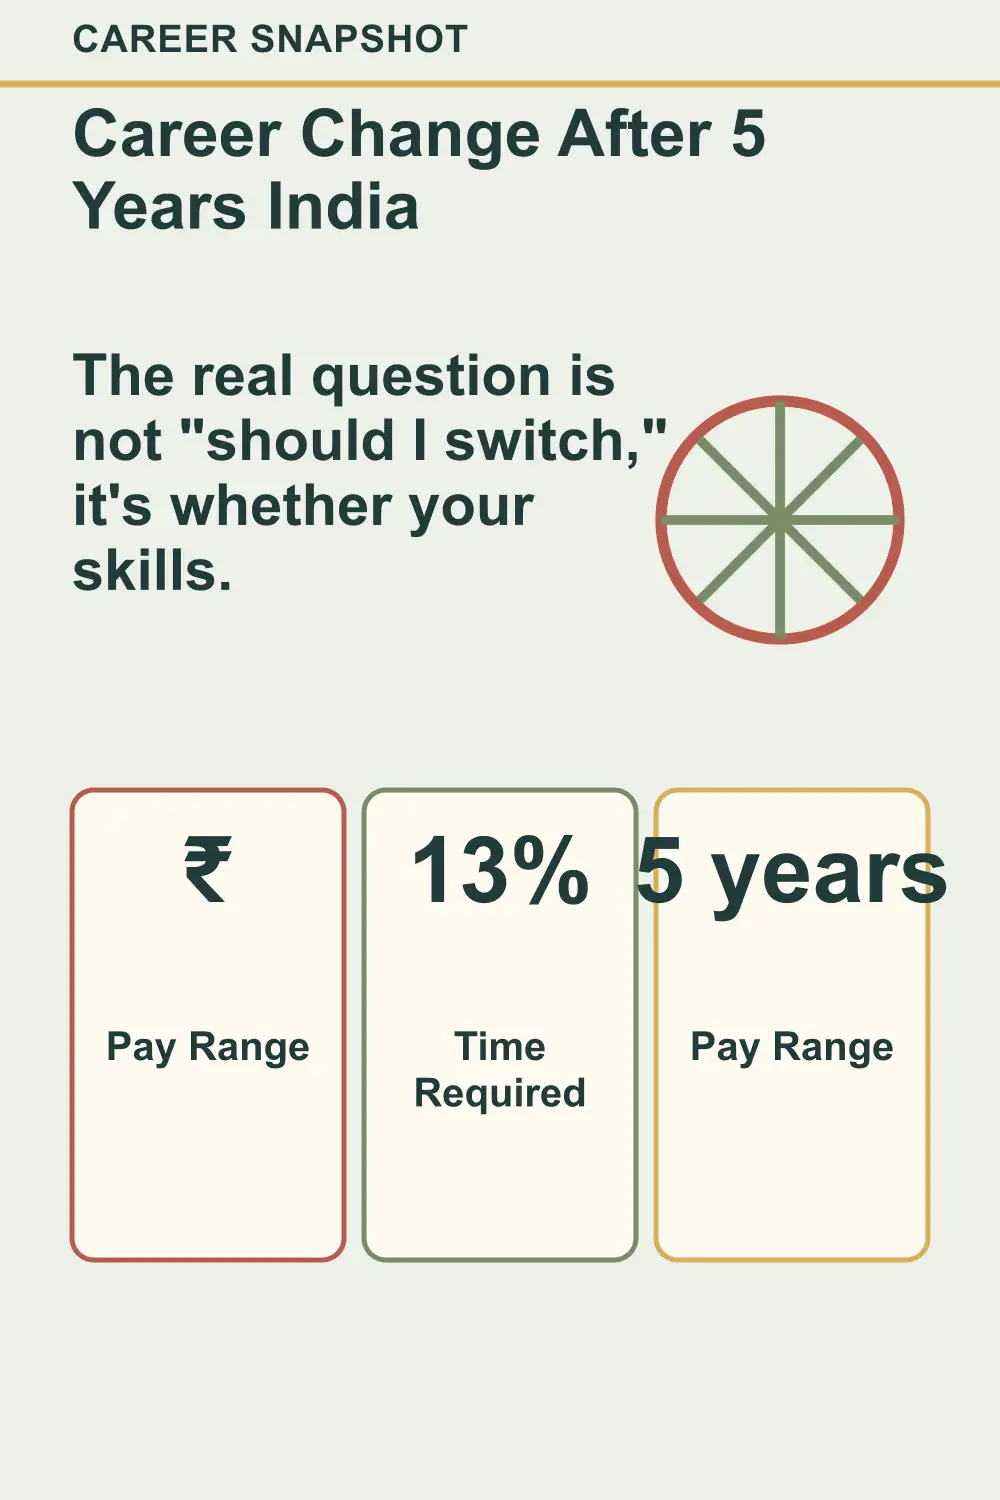 CAREER SNAPSHOT
Career Change After 5
Years India
The real question is
not "should I switch,"
it's whether your
skills.
₹
Pay Range
13%
Time
Required
5 years
Pay Range